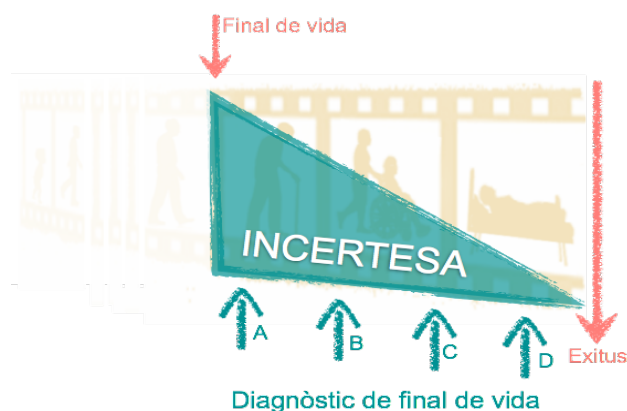 Final de vida
INCERTESA
A
B
C
D
Exitus
Diagnòstic de final de vida